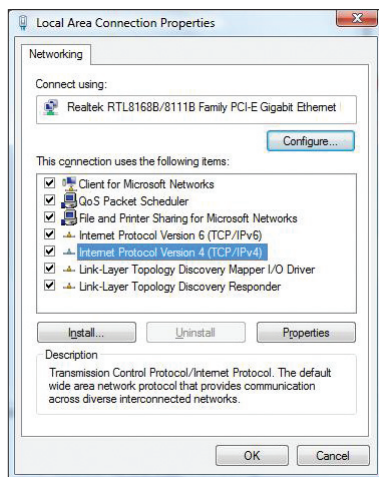 Local Area Connection Properties
Networking
Connect using:
Realtek RTL8168B/8111B Family PCI-E Gigabit Ethernet
Configure...
This connection uses the following items:
Client for Microsoft Networks
QoS Packet Scheduler
File and Printer Sharing for Microsoft Networks
Internet Protocol Version 6 (TCP/IPv6)
Internet Protocol Version 4 (TCP/IPv4)
Link-Layer Topology Discovery Mapper I/O Driver
Link-Layer Topology Discovery Responder
Install...
Uninstall
Properties
Description
Transmission Control Protocol/Internet Protocol. The default
wide area network protocol that provides communication
across diverse interconnected networks.
OK
Cancel